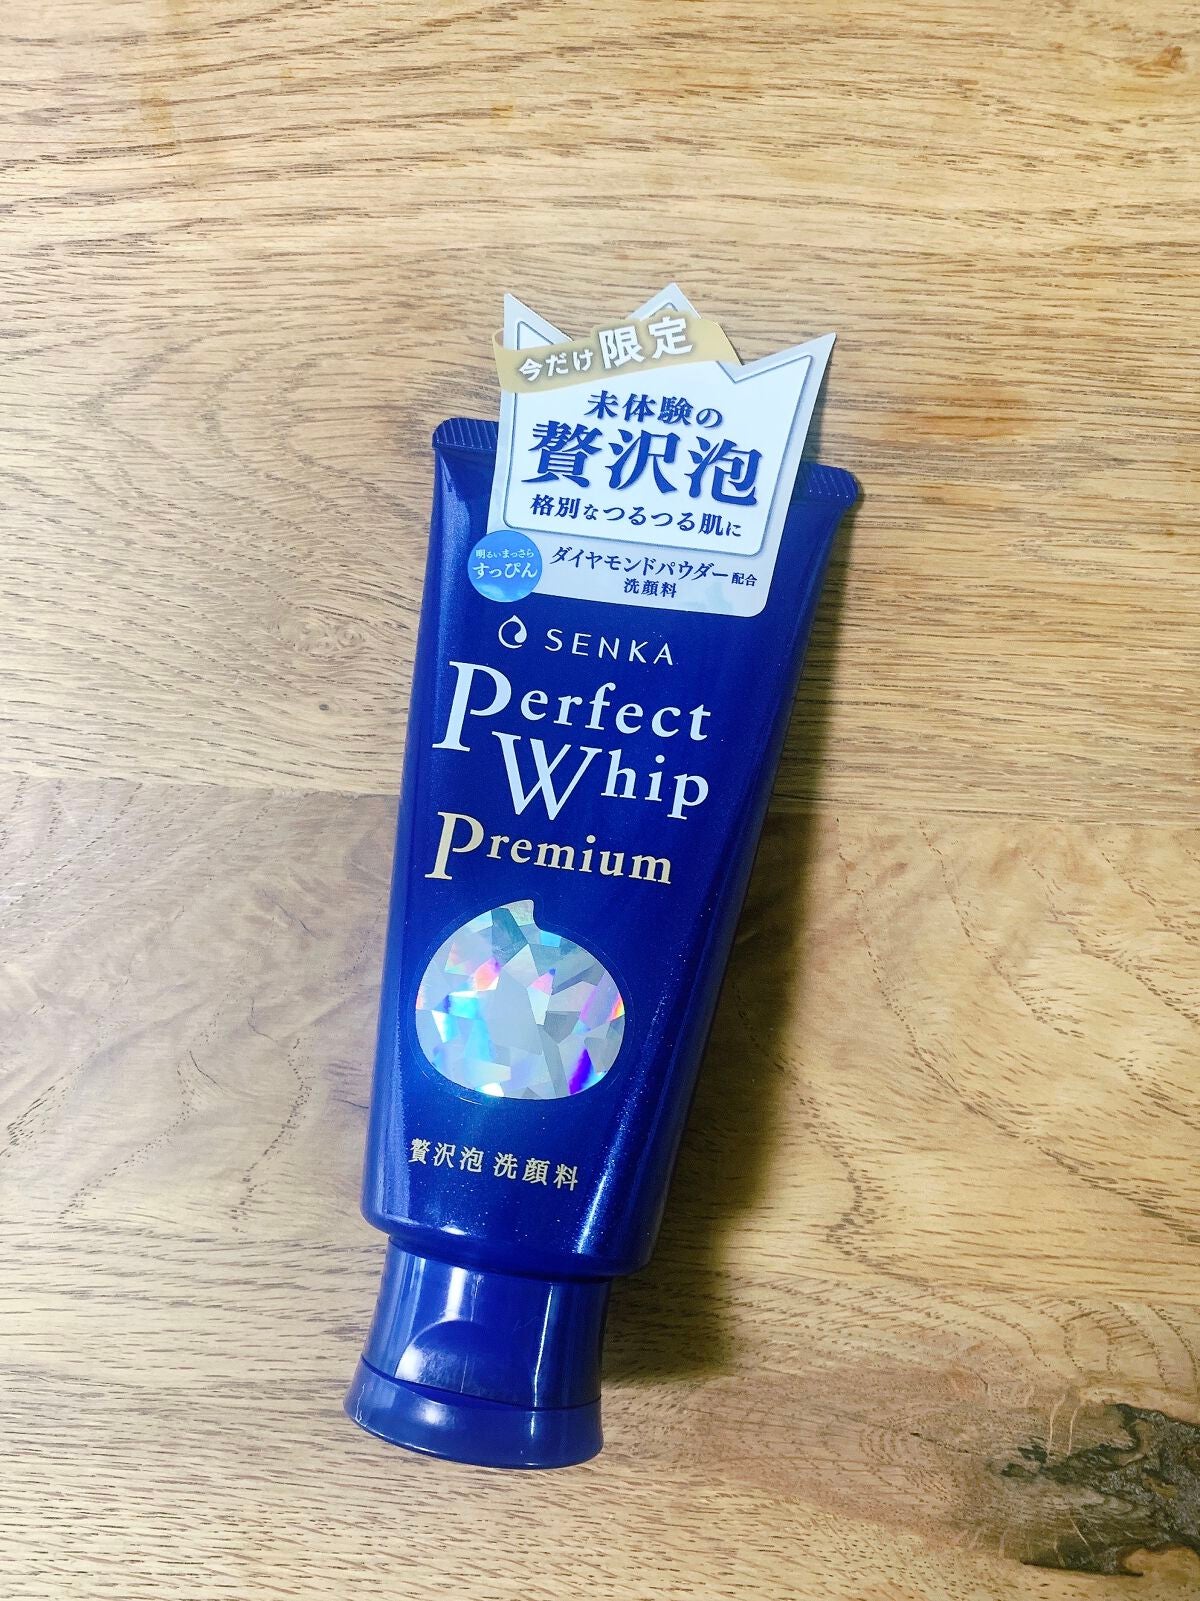 今だけ限定
未体験の
贅沢泡
格別なつるつる肌に
明るいまっさら
すっぴん
ダイヤモンドパウダー配合
洗顔料
SENKA
Perfect
Whip
Premium
贅沢泡 洗顔料